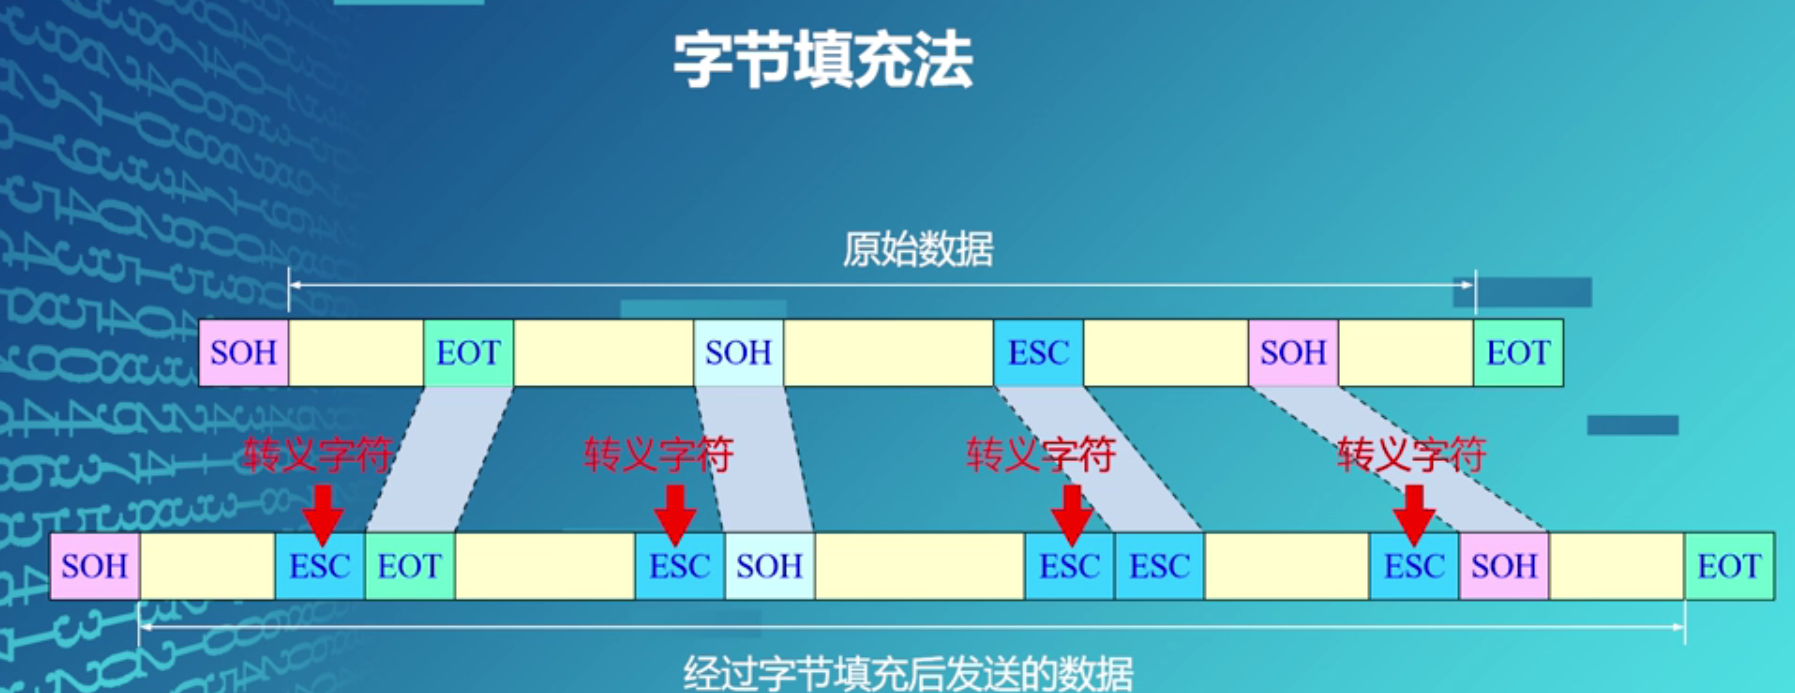 字节填充法
原始数据
SOH EOT SOH ESC SOH EOT
转义字符 转义字符 转义字符 转义字符
SOH ESC EOT ESC SOH ESC ESC ESC SOH EOT
经过字节填充后发送的数据